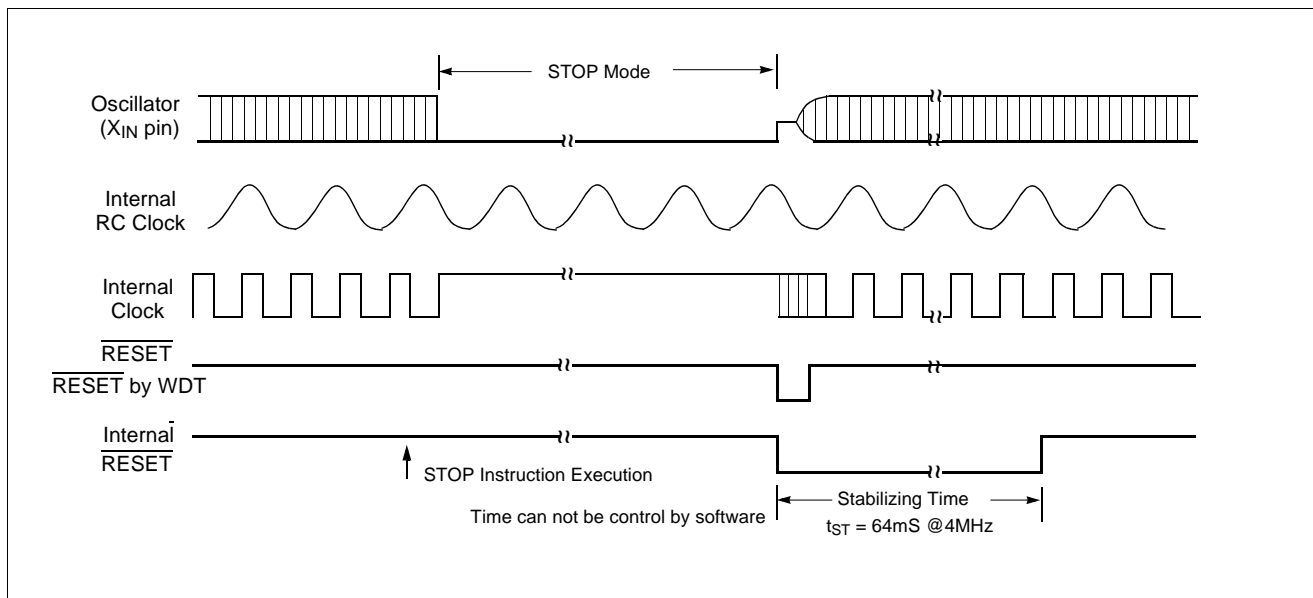 STOP Mode
Oscillator
(XIN pin)
Internal
RC Clock
Internal
Clock
RESET
RESET by WDT
Internal
RESET
STOP Instruction Execution
Time can not be control by software
Stabilizing Time
tST = 64mS @4MHz